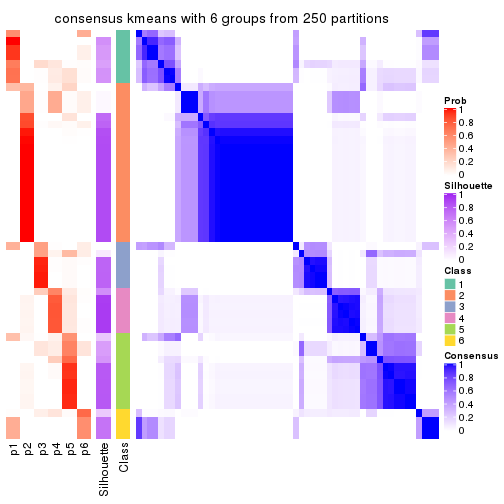 consensus kmeans with 6 groups from 250 partitions
Prob
1
0.8
0.6
0.4
0.2
0
Silhouette
1
0.8
0.6
0.4
0.2
0
Class
1
2
3
4
5
6
Consensus
1
0.8
0.6
0.4
0.2
0
p1
p2
p3
p4
p5
p6
Silhouette
Class